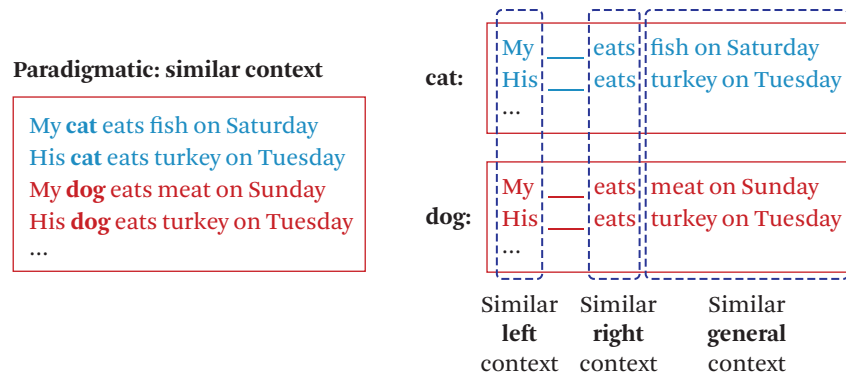 Paradigmatic: similar context
My cat eats fish on Saturday
His cat eats turkey on Tuesday
My dog eats meat on Sunday
His dog eats turkey on Tuesday
...
cat:
My ___ eats fish on Saturday
His ___ eats turkey on Tuesday
...
dog:
My ___ eats meat on Sunday
His ___ eats turkey on Tuesday
...
Similar left context
Similar right context
Similar general context